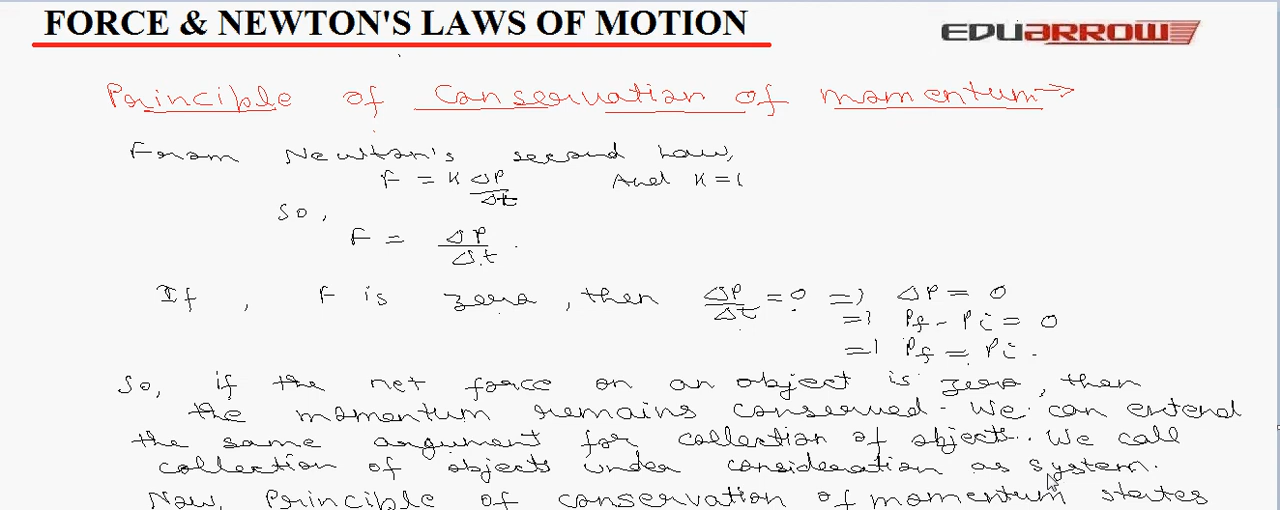 FORCE & NEWTON'S LAWS OF MOTION
EDUARROW
Principle of Conservation of momentum →
From Newton's second Law,
F = K ΔP/Δt And K = 1
So,
F = ΔP/Δt
If, F is zero, then ΔP/Δt = 0 => ΔP = 0
=> Pf - Pi = 0
=> Pf = Pi.
So, if the net force on an object is zero, then
the momentum remains conserved. We can extend
the same argument for collection of objects. We call
collection of objects under consideration as system.
Now, Principle of conservation of momentum states